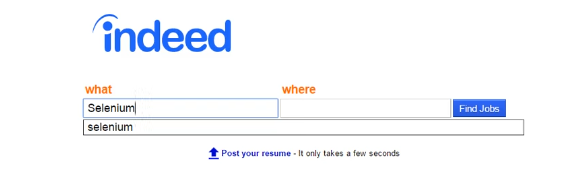 indeed
what where
Selenium Find Jobs
selenium
Post your resume - It only takes a few seconds